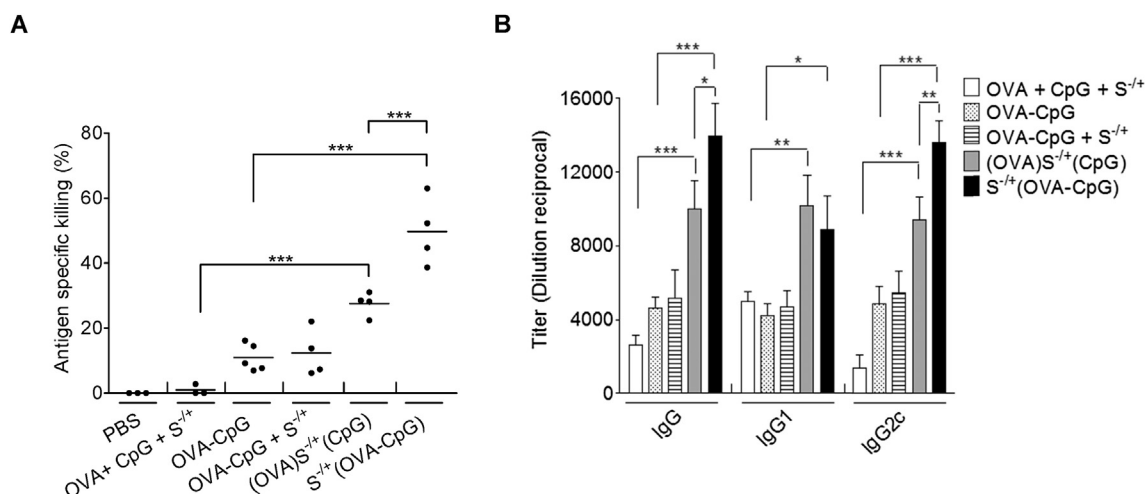 A
Antigen specific killing (%)
80
60
40
20
0
***
***
***
PBS
OVA+ CpG + S-/+
OVA-CpG
OVA-CpG + S-/+
(OVA)S-/+(CpG)
S-/+(OVA-CpG)
B
Titer (Dilution reciprocal)
16000
12000
8000
4000
0
***
*
***
*
**
***
**
***
IgG
IgG1
IgG2c
OVA + CpG + S-/+
OVA-CpG
OVA-CpG + S-/+
(OVA)S-/+(CpG)
S-/+(OVA-CpG)